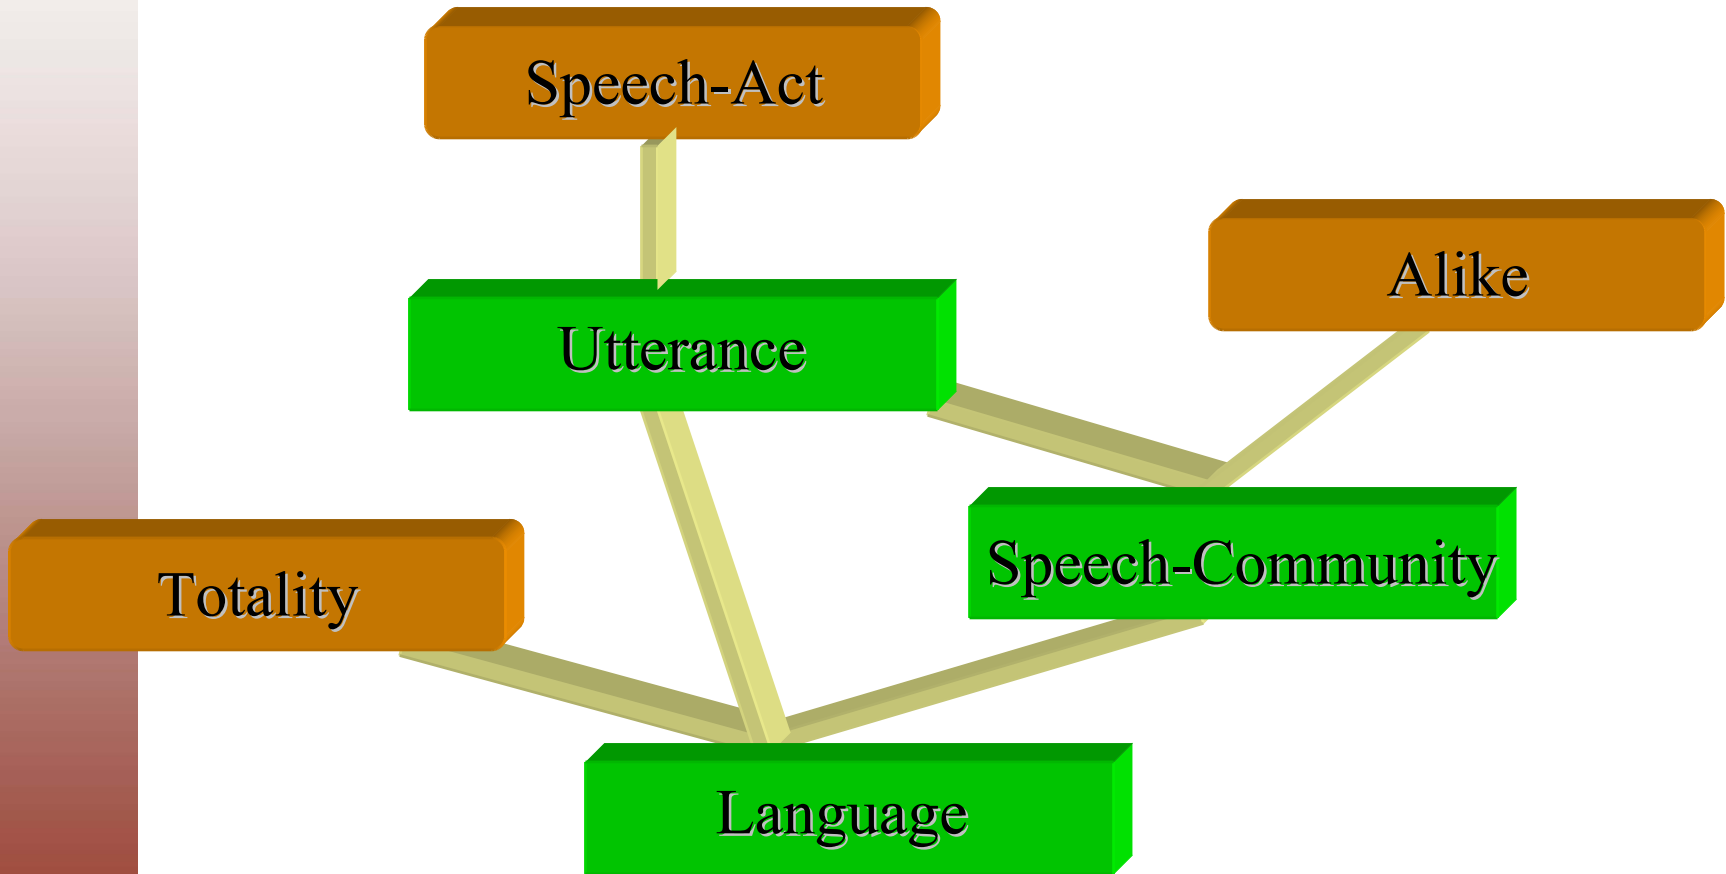 Speech-Act
Alike
Utterance
Speech-Community
Totality
Language